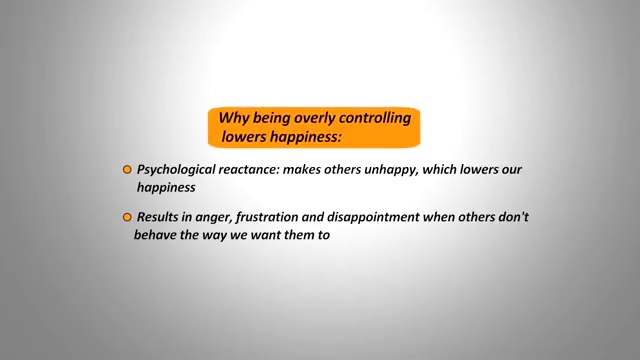 Why being overly controlling
lowers happiness:
Psychological reactance: makes others unhappy, which lowers our
happiness
Results in anger, frustration and disappointment when others don't
behave the way we want them to